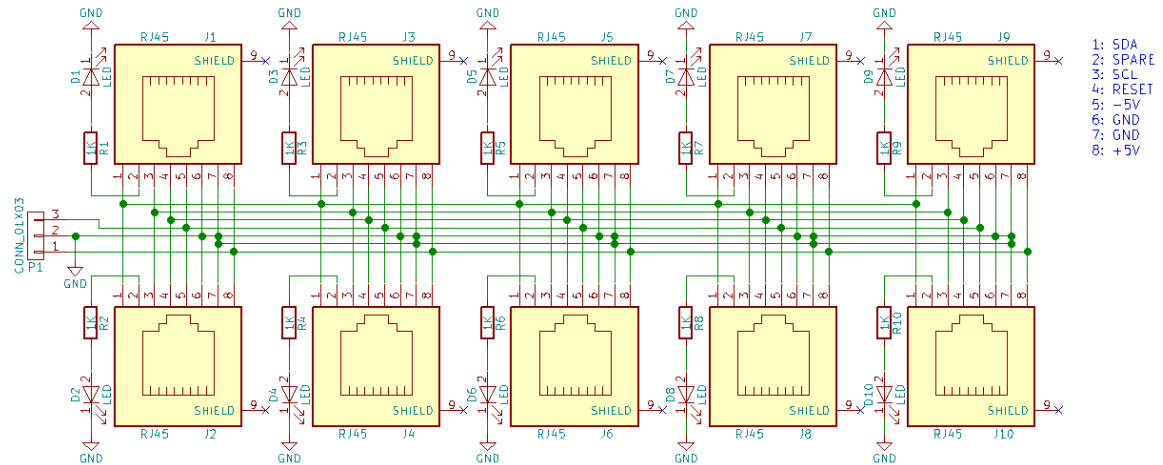 GND GND GND GND GND
RJ45 J1 RJ45 J3 RJ45 J5 RJ45 J7 RJ45 J9
1: SDA
2: SPARE
3: SCL
4: RESET
5: -5V
6: GND
7: GND
8: +5V
SHIELD 9 SHIELD 9 SHIELD 9 SHIELD 9 SHIELD 9
1 1 1 1 1
D1 LED D3 LED D5 LED D7 LED D9 LED
2 2 2 2 2
1K R1 1K R3 1K R5 1K R7 1K R9
1 2 3 4 5 6 7 8 1 2 3 4 5 6 7 8 1 2 3 4 5 6 7 8 1 2 3 4 5 6 7 8 1 2 3 4 5 6 7 8
CONN_01X03
3
2
1
P1
GND
1 2 3 4 5 6 7 8 1 2 3 4 5 6 7 8 1 2 3 4 5 6 7 8 1 2 3 4 5 6 7 8 1 2 3 4 5 6 7 8
1K R2 1K R4 1K R6 1K R8 1K R10
2 2 2 2 2
D2 LED D4 LED D6 LED D8 LED D10 LED
1 1 1 1 1
SHIELD 9 SHIELD 9 SHIELD 9 SHIELD 9 SHIELD 9
RJ45 J2 RJ45 J4 RJ45 J6 RJ45 J8 RJ45 J10
GND GND GND GND GND